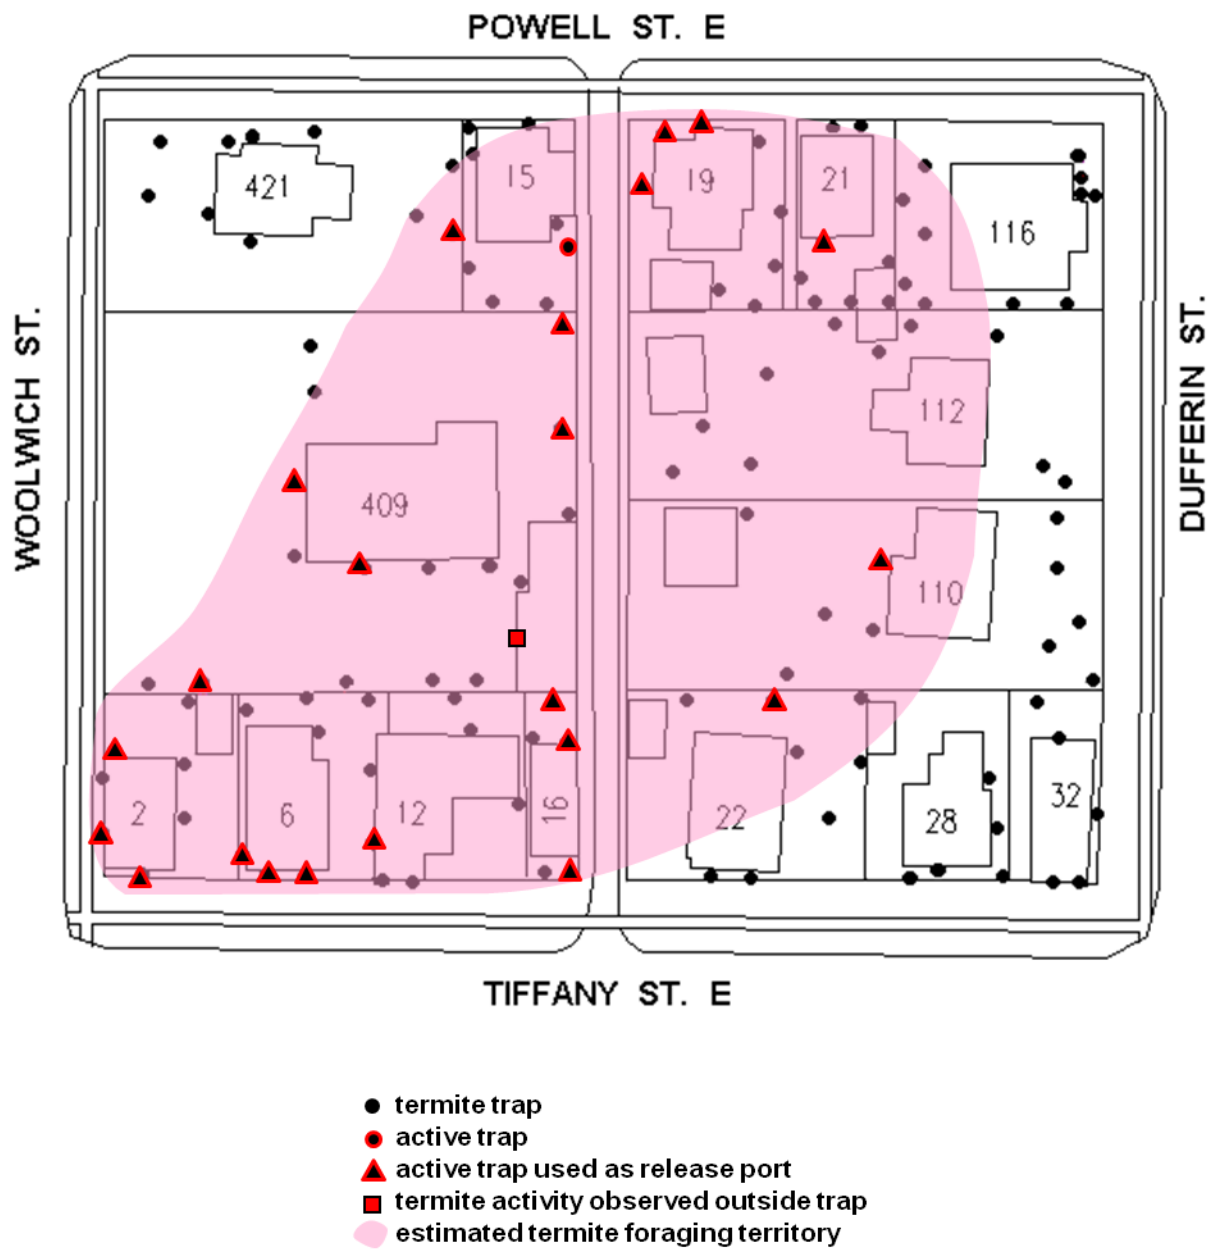 POWELL ST. E
421
15
19
21
116
WOOLWICH ST.
DUFFERIN ST.
409
112
110
2
6
12
16
22
28
32
TIFFANY ST. E
termite trap
active trap
active trap used as release port
termite activity observed outside trap
estimated termite foraging territory